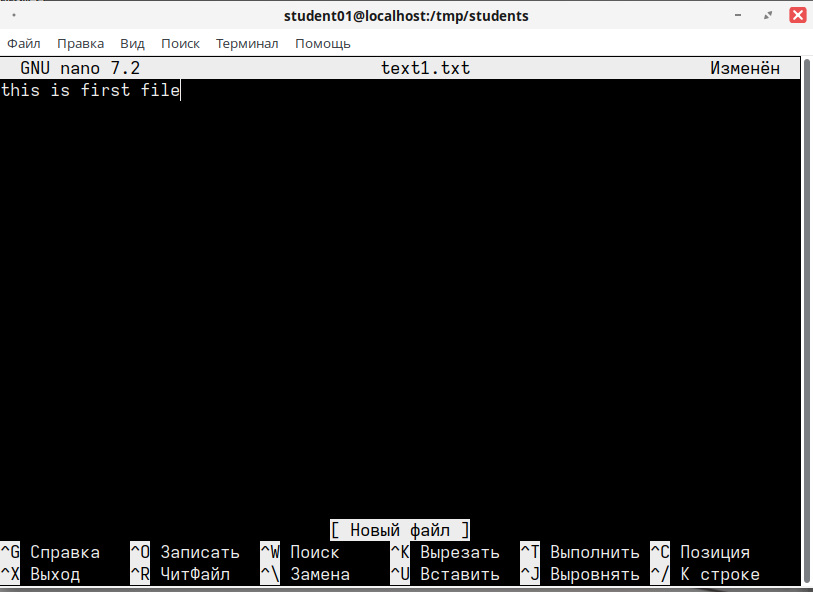 student01@localhost:/tmp/students
Файл Правка Вид Поиск Терминал Помощь
GNU nano 7.2 text1.txt Изменён
this is first file
[ Новый файл ]
^G Справка ^O Записать ^W Поиск ^K Вырезать ^T Выполнить ^C Позиция
^X Выход ^R ЧитФайл ^\ Замена ^U Вставить ^J Выровнять ^/ К строке